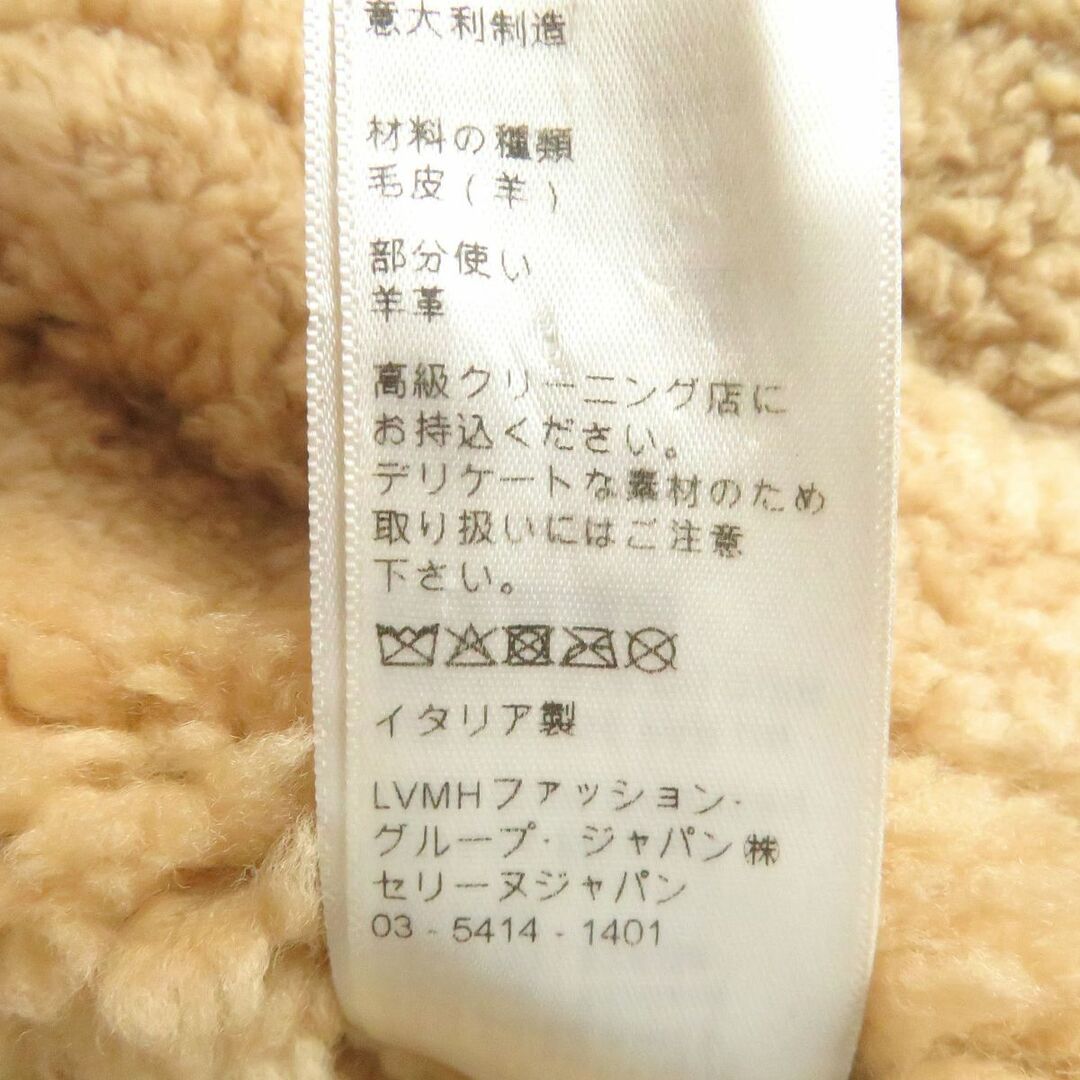 意大利制造
材料の種類
毛皮(羊)
部分使い
羊革
高級クリーニング店に
お持込ください。
デリケートな素材のため
取り扱いにはご注意
下さい。
イタリア製
LVMHファッション・
グループ・ジャパン㈱
セリーヌジャパン
03 - 5414 - 1401